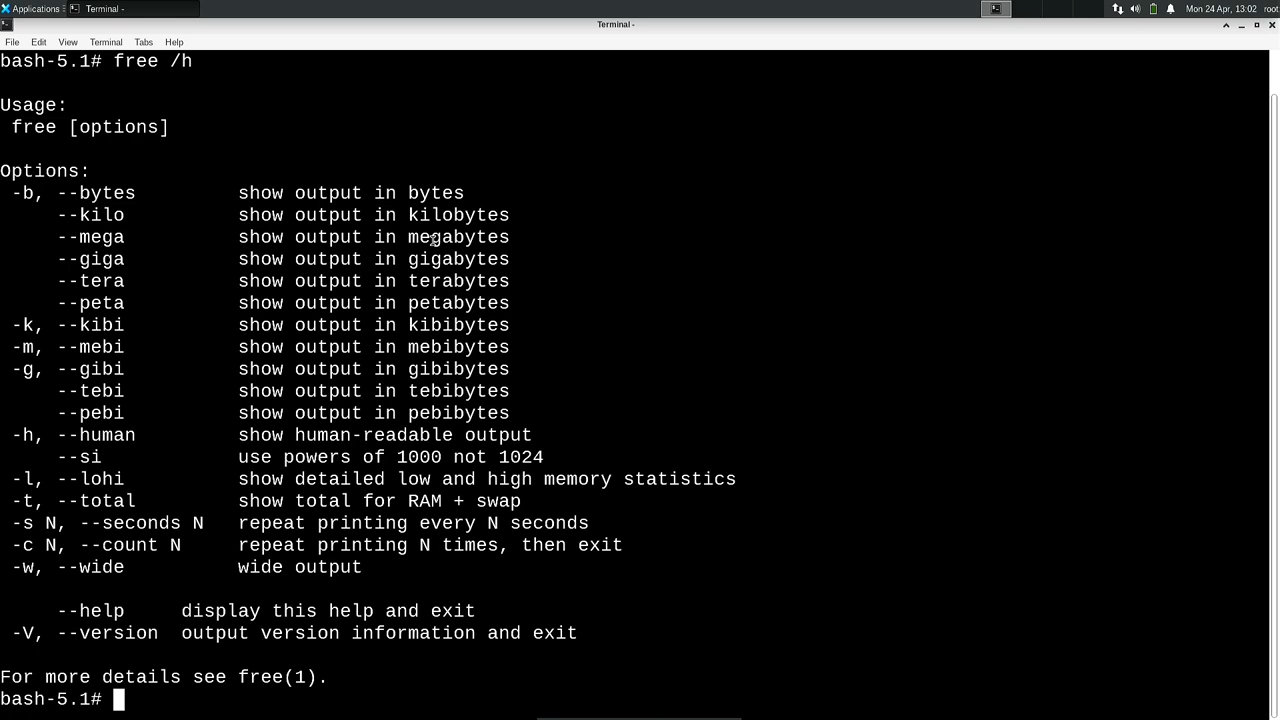 Applications
Terminal -
Mon 24 Apr, 13:02 root
Terminal -
File Edit View Terminal Tabs Help
bash-5.1# free /h
Usage:
free [options]
Options:
-b, --bytes show output in bytes
--kilo show output in kilobytes
--mega show output in megabytes
--giga show output in gigabytes
--tera show output in terabytes
--peta show output in petabytes
-k, --kibi show output in kibibytes
-m, --mebi show output in mebibytes
-g, --gibi show output in gibibytes
--tebi show output in tebibytes
--pebi show output in pebibytes
-h, --human show human-readable output
--si use powers of 1000 not 1024
-l, --lohi show detailed low and high memory statistics
-t, --total show total for RAM + swap
-s N, --seconds N repeat printing every N seconds
-c N, --count N repeat printing N times, then exit
-w, --wide wide output
--help display this help and exit
-V, --version output version information and exit
For more details see free(1).
bash-5.1#